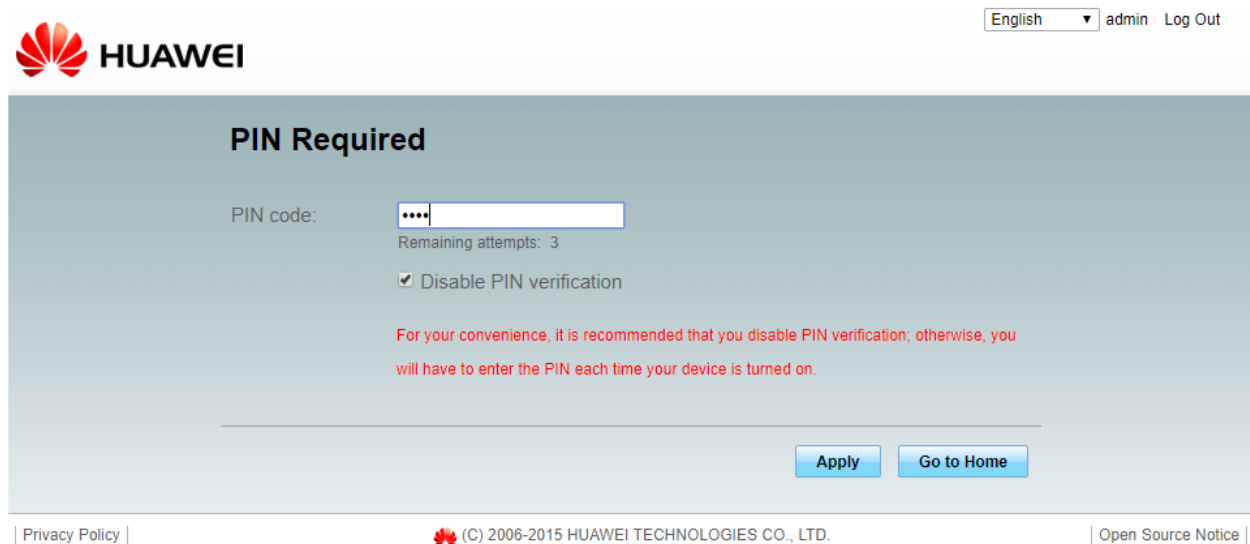 English admin Log Out
HUAWEI
PIN Required
PIN code: ••••
Remaining attempts: 3
Disable PIN verification
For your convenience, it is recommended that you disable PIN verification; otherwise, you
will have to enter the PIN each time your device is turned on.
Apply Go to Home
Privacy Policy (C) 2006-2015 HUAWEI TECHNOLOGIES CO., LTD. Open Source Notice